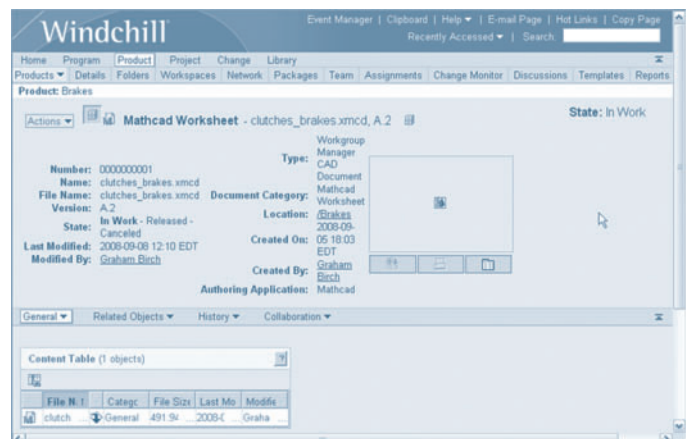 Windchill
Event Manager | Clipboard | Help | E-mail Page | Hot Links | Copy Page
Recently Accessed | Search:
Home Program Product Project Change Library
Products Details Folders Workspaces Network Packages Team Assignments Change Monitor Discussions Templates Reports
Product: Brakes
Actions Mathcad Worksheet - clutches_brakes.xmcd, A.2 State: In Work
Number: 0000000001
Name: clutches_brakes.xmcd
File Name: clutches_brakes.xmcd
Version: A.2
State: In Work - Released -
Canceled
Last Modified: 2008-09-08 12:10 EDT
Modified By: Graham Birch
Type: Workgroup
Manager
CAD
Document
Document Category: Mathcad
Worksheet
Location: /Brakes
Created On: 2008-09-
05 18:03
EDT
Created By: Graham
Birch
Authoring Application: Mathcad
General Related Objects History Collaboration
Content Table (1 objects)
File N. Categc File Size Last Mo Modifie
clutch ... General 491.94 ... 2008-0 ... Graha